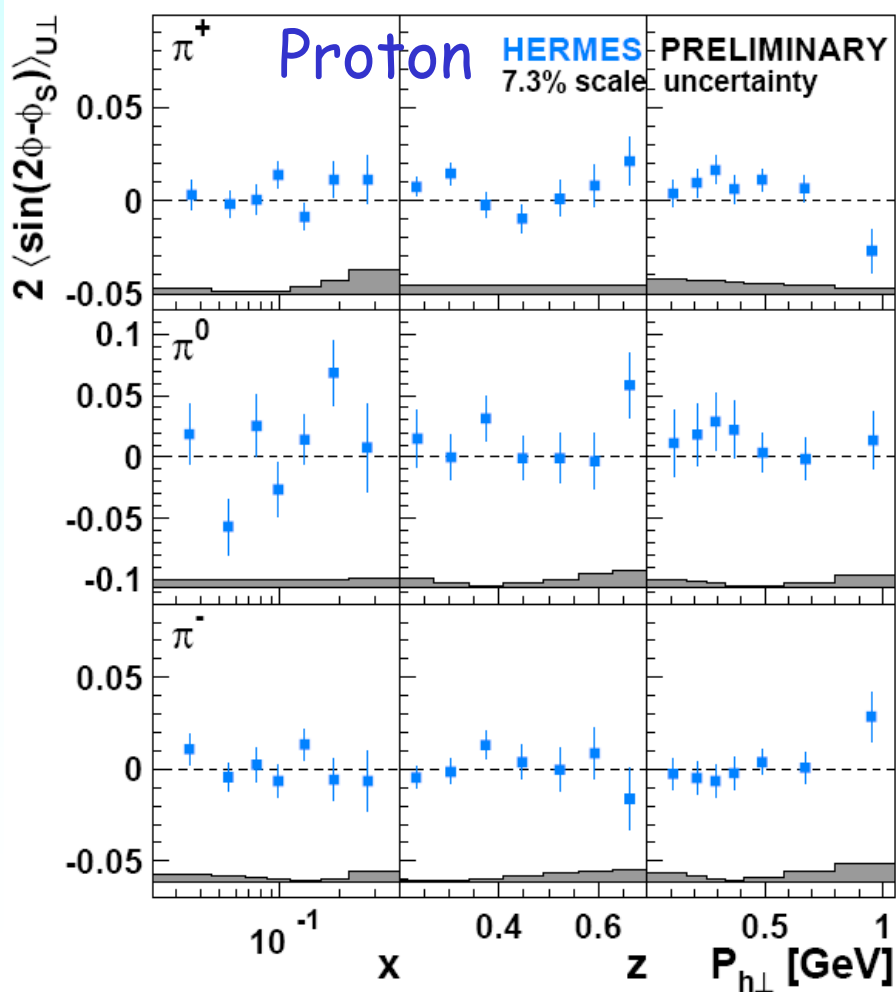 2 ⟨sin(2ϕ-ϕS)⟩U⊥
π+
Proton
HERMES PRELIMINARY
7.3% scale uncertainty
0.05
0
-0.05
π0
0.1
0.05
0
-0.05
-0.1
π-
0.05
0
-0.05
10 -1
0.4
0.6
0.5
1
x
z
Ph⊥ [GeV]